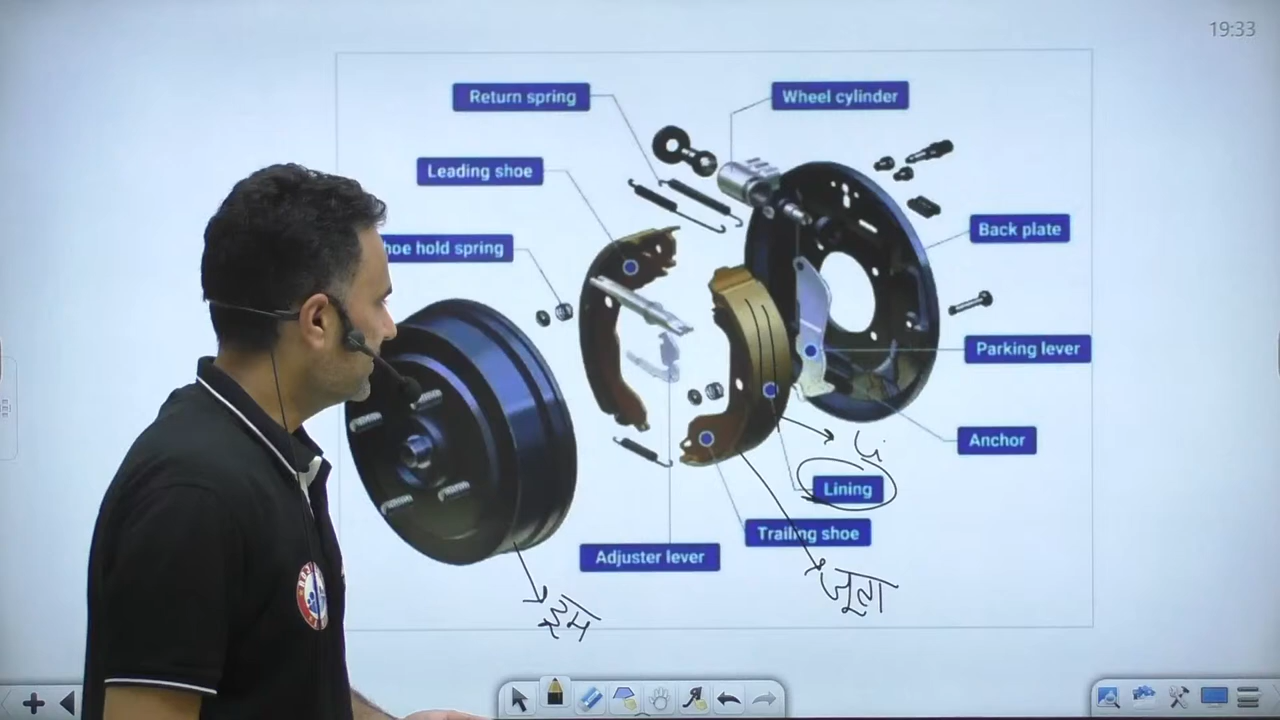 19:33
Return spring
Wheel cylinder
Leading shoe
Back plate
hoe hold spring
Parking lever
Anchor
Lining
Trailing shoe
Adjuster lever
जूता
ड्रम